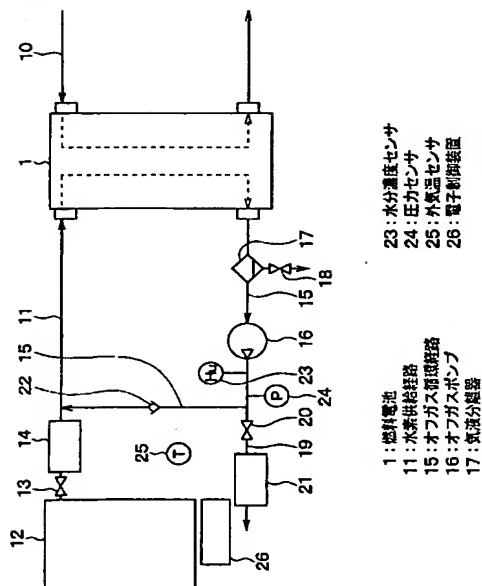 10
1
11
17
18
15
16
15
22
23
Hu
P
24
20
19
14
25
T
13
21
12
26
1:燃料電池
11:水素供給経路
15:オフガス循環経路
16:オフガスポンプ
17:気液分離器
23:水分濃度センサ
24:圧力センサ
25:外気温センサ
26:電子制御装置